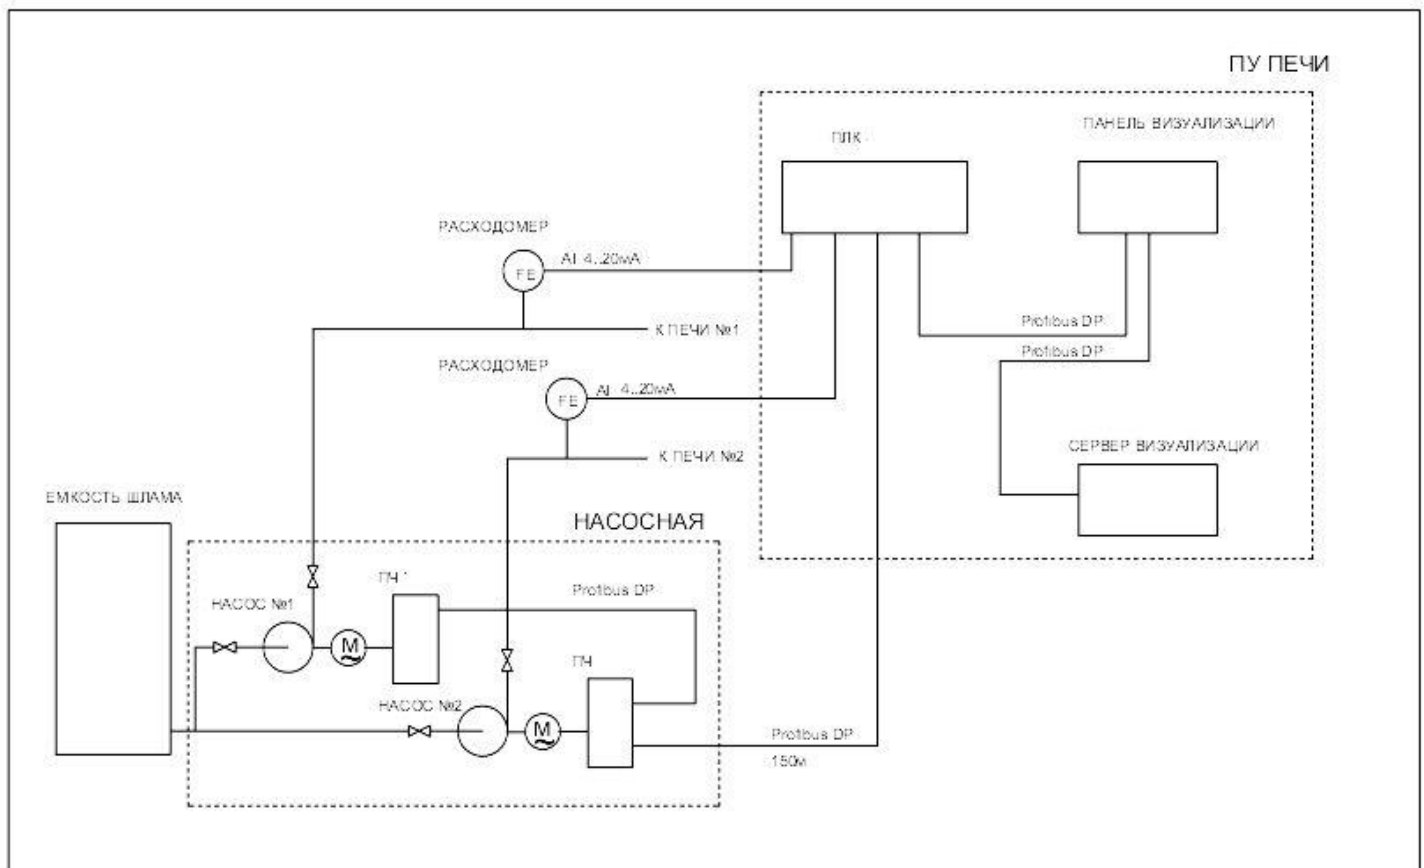 ПУ ПЕЧИ
ПЛК
ПАНЕЛЬ ВИЗУАЛИЗАЦИИ
РАСХОДОМЕР
FE
AI 4..20мА
К ПЕЧИ №1
Profibus DP
Profibus DP
РАСХОДОМЕР
FE
AI 4..20мА
К ПЕЧИ №2
СЕРВЕР ВИЗУАЛИЗАЦИИ
ЕМКОСТЬ ШЛАМА
НАСОСНАЯ
ПЧ 1
Profibus DP
НАСОС №1
M
ПЧ
НАСОС №2
M
Profibus DP
150м